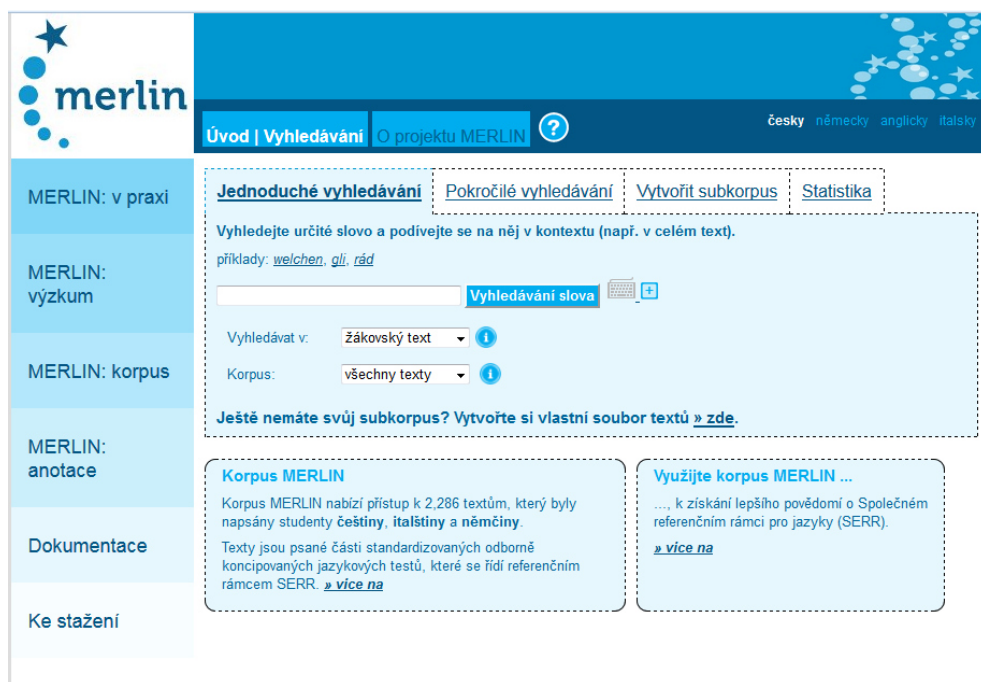 merlin
Úvod | Vyhledávání O projektu MERLIN ?
česky německy anglicky italsky
MERLIN: v praxi
MERLIN:
výzkum
MERLIN: korpus
MERLIN:
anotace
Dokumentace
Ke stažení
Jednoduché vyhledávání Pokročilé vyhledávání Vytvořit subkorpus Statistika
Vyhledejte určité slovo a podívejte se na něj v kontextu (např. v celém text).
příklady: welchen, gli, rád
Vyhledávání slova +
Vyhledávat v: žákovský text i
Korpus: všechny texty i
Ještě nemáte svůj subkorpus? Vytvořte si vlastní soubor textů » zde.
Korpus MERLIN
Korpus MERLIN nabízí přístup k 2,286 textům, který byly
napsány studenty češtiny, italštiny a němčiny.
Texty jsou psané části standardizovaných odborně
koncipovaných jazykových testů, které se řídí referenčním
rámcem SERR. » více na
Využijte korpus MERLIN ...
..., k získání lepšího povědomí o Společném
referenčním rámci pro jazyky (SERR).
» více na